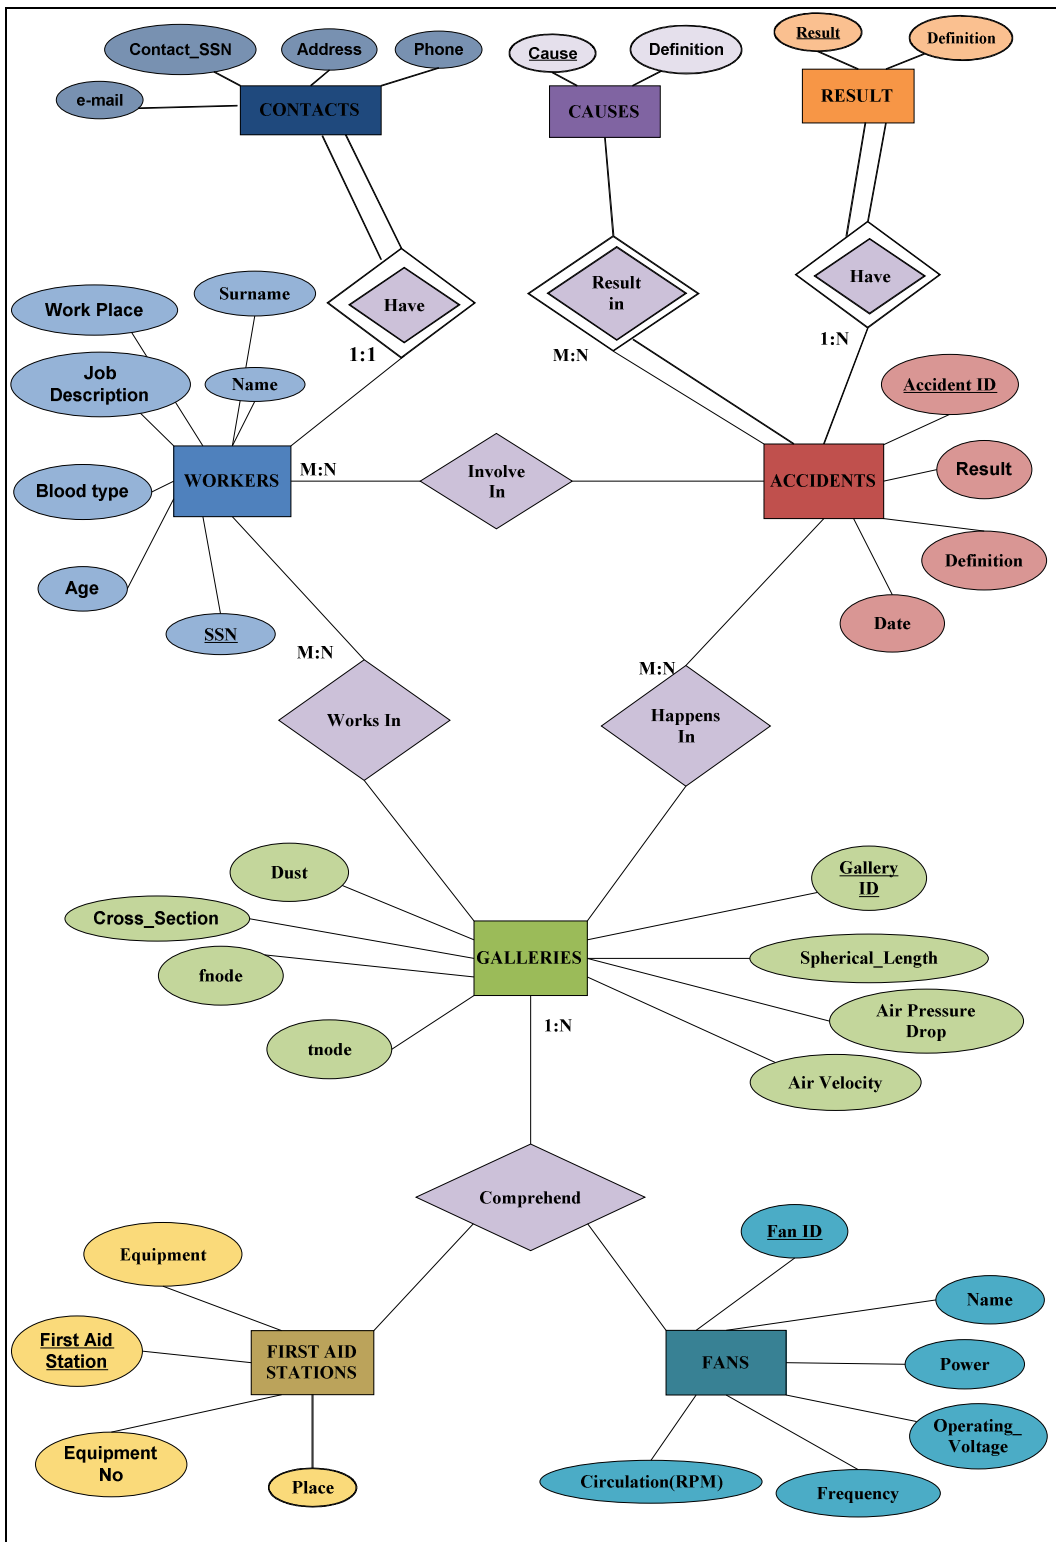 Contact_SSN
Address
Phone
e-mail
CONTACTS
Cause
Definition
CAUSES
Result
Definition
RESULT
Have
1:1
Result
in
M:N
Have
1:N
Surname
Work Place
Job
Description
Name
Blood type
Age
SSN
WORKERS
M:N
Involve
In
ACCIDENTS
Accident ID
Result
Definition
Date
M:N
Works In
M:N
Happens
In
Dust
Cross_Section
fnode
tnode
GALLERIES
Gallery
ID
Spherical_Length
Air Pressure
Drop
Air Velocity
1:N
Comprehend
Equipment
First Aid
Station
Equipment
No
Place
FIRST AID
STATIONS
FANS
Fan ID
Name
Power
Operating_
Voltage
Frequency
Circulation(RPM)